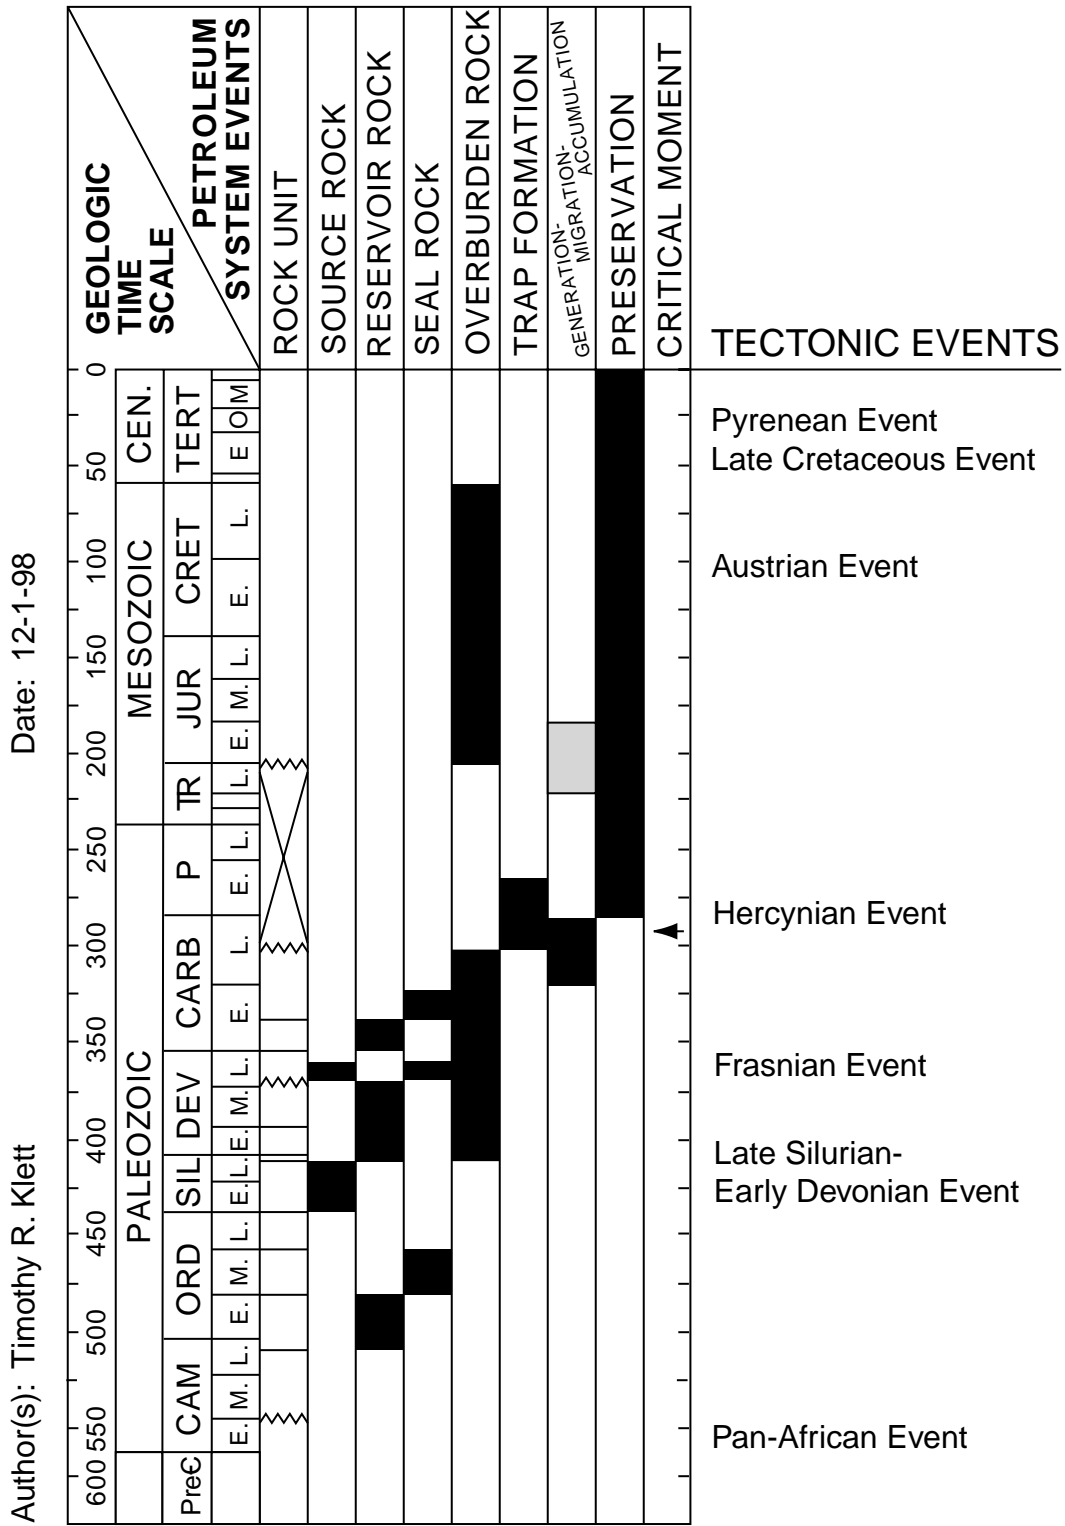 Author(s): Timothy R. Klett
Date: 12-1-98
GEOLOGIC
TIME
SCALE
PETROLEUM
SYSTEM EVENTS
ROCK UNIT
SOURCE ROCK
RESERVOIR ROCK
SEAL ROCK
OVERBURDEN ROCK
TRAP FORMATION
GENERATION-
MIGRATION-
ACCUMULATION
PRESERVATION
CRITICAL MOMENT
TECTONIC EVENTS
0
50
100
150
200
250
300
350
400
450
500
550
600
CEN.
MESOZOIC
PALEOZOIC
TERT
CRET
JUR
TR
P
CARB
DEV
SIL
ORD
CAM
Pre€
M
O
E
L.
E.
L.
M.
E.
L.
L.
E.
L.
E.
L.
M.
E.
L.
E.
L.
M.
E.
L.
M.
E.
Pyrenean Event
Late Cretaceous Event
Austrian Event
Hercynian Event
Frasnian Event
Late Silurian-
Early Devonian Event
Pan-African Event